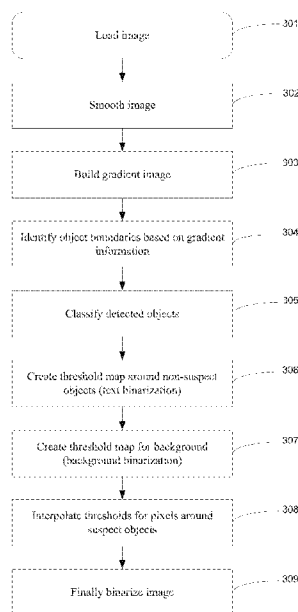 Load image
301
Smooth image
302
Build gradient image
303
Identify object boundaries based on gradient
information
304
Classify detected objects
305
Create threshold map around non-suspect
objects (text binarization)
306
Create threshold map for background
(background binarization)
307
Interpolate thresholds for pixels around
suspect objects
308
Finally binarize image
309